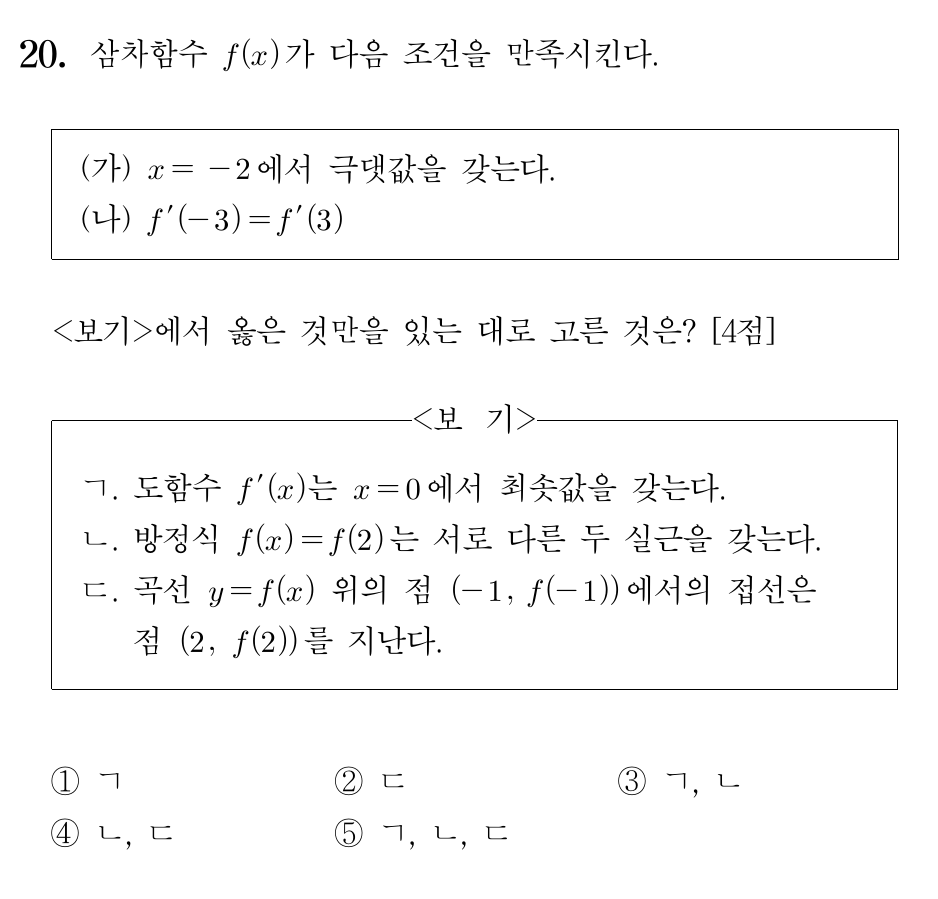 20. 삼차함수 f(x)가 다음 조건을 만족시킨다.
(가) x = −2에서 극댓값을 갖는다.
(나) f′(−3)=f′(3)
<보기>에서 옳은 것만을 있는 대로 고른 것은? [4점]
<보 기>
ㄱ. 도함수 f′(x)는 x=0에서 최솟값을 갖는다.
ㄴ. 방정식 f(x)=f(2)는 서로 다른 두 실근을 갖는다.
ㄷ. 곡선 y=f(x) 위의 점 (−1, f(−1))에서의 접선은
점 (2, f(2))를 지난다.
① ㄱ ② ㄷ ③ ㄱ, ㄴ
④ ㄴ, ㄷ ⑤ ㄱ, ㄴ, ㄷ